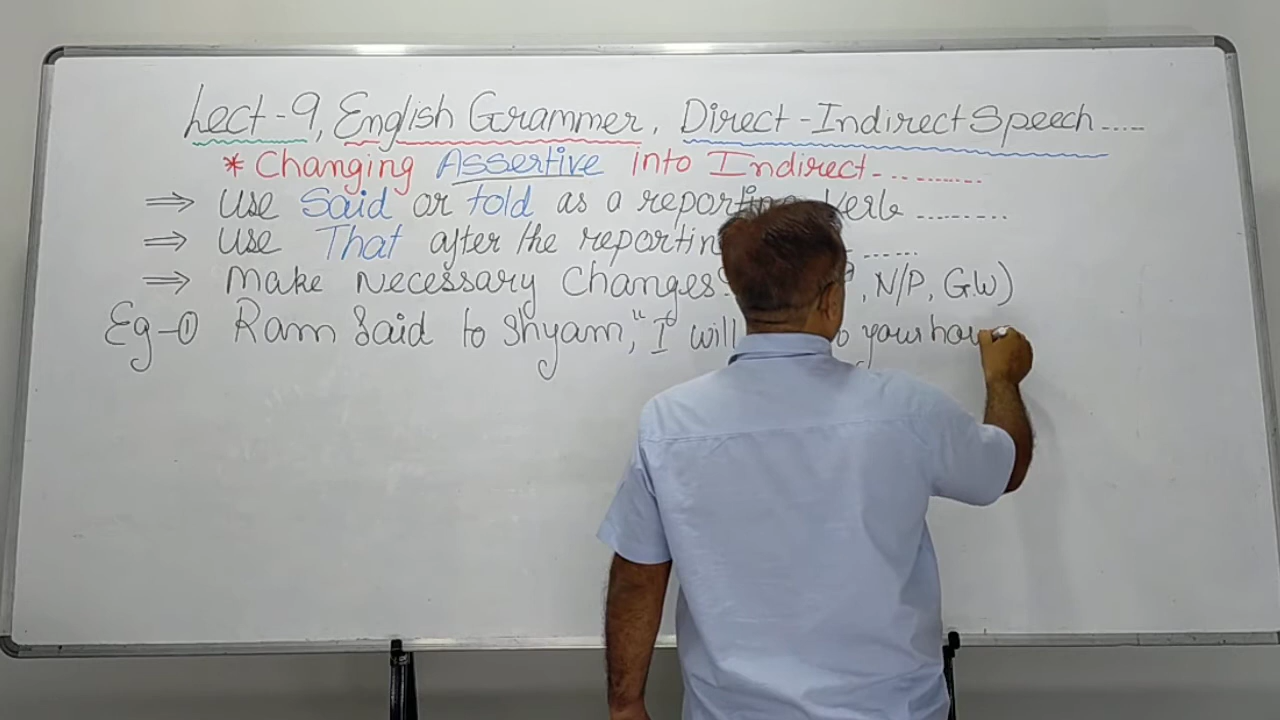 Lect-9, English Grammer, Direct-Indirect Speech.....
* Changing Assertive into Indirect...........
⇒ Use Said or told as a reporting Verb ........
⇒ Use That after the reporting ......
⇒ Make Necessary Changes , N/P, G.W)
Eg-① Ram Said to Shyam, "I will your hou